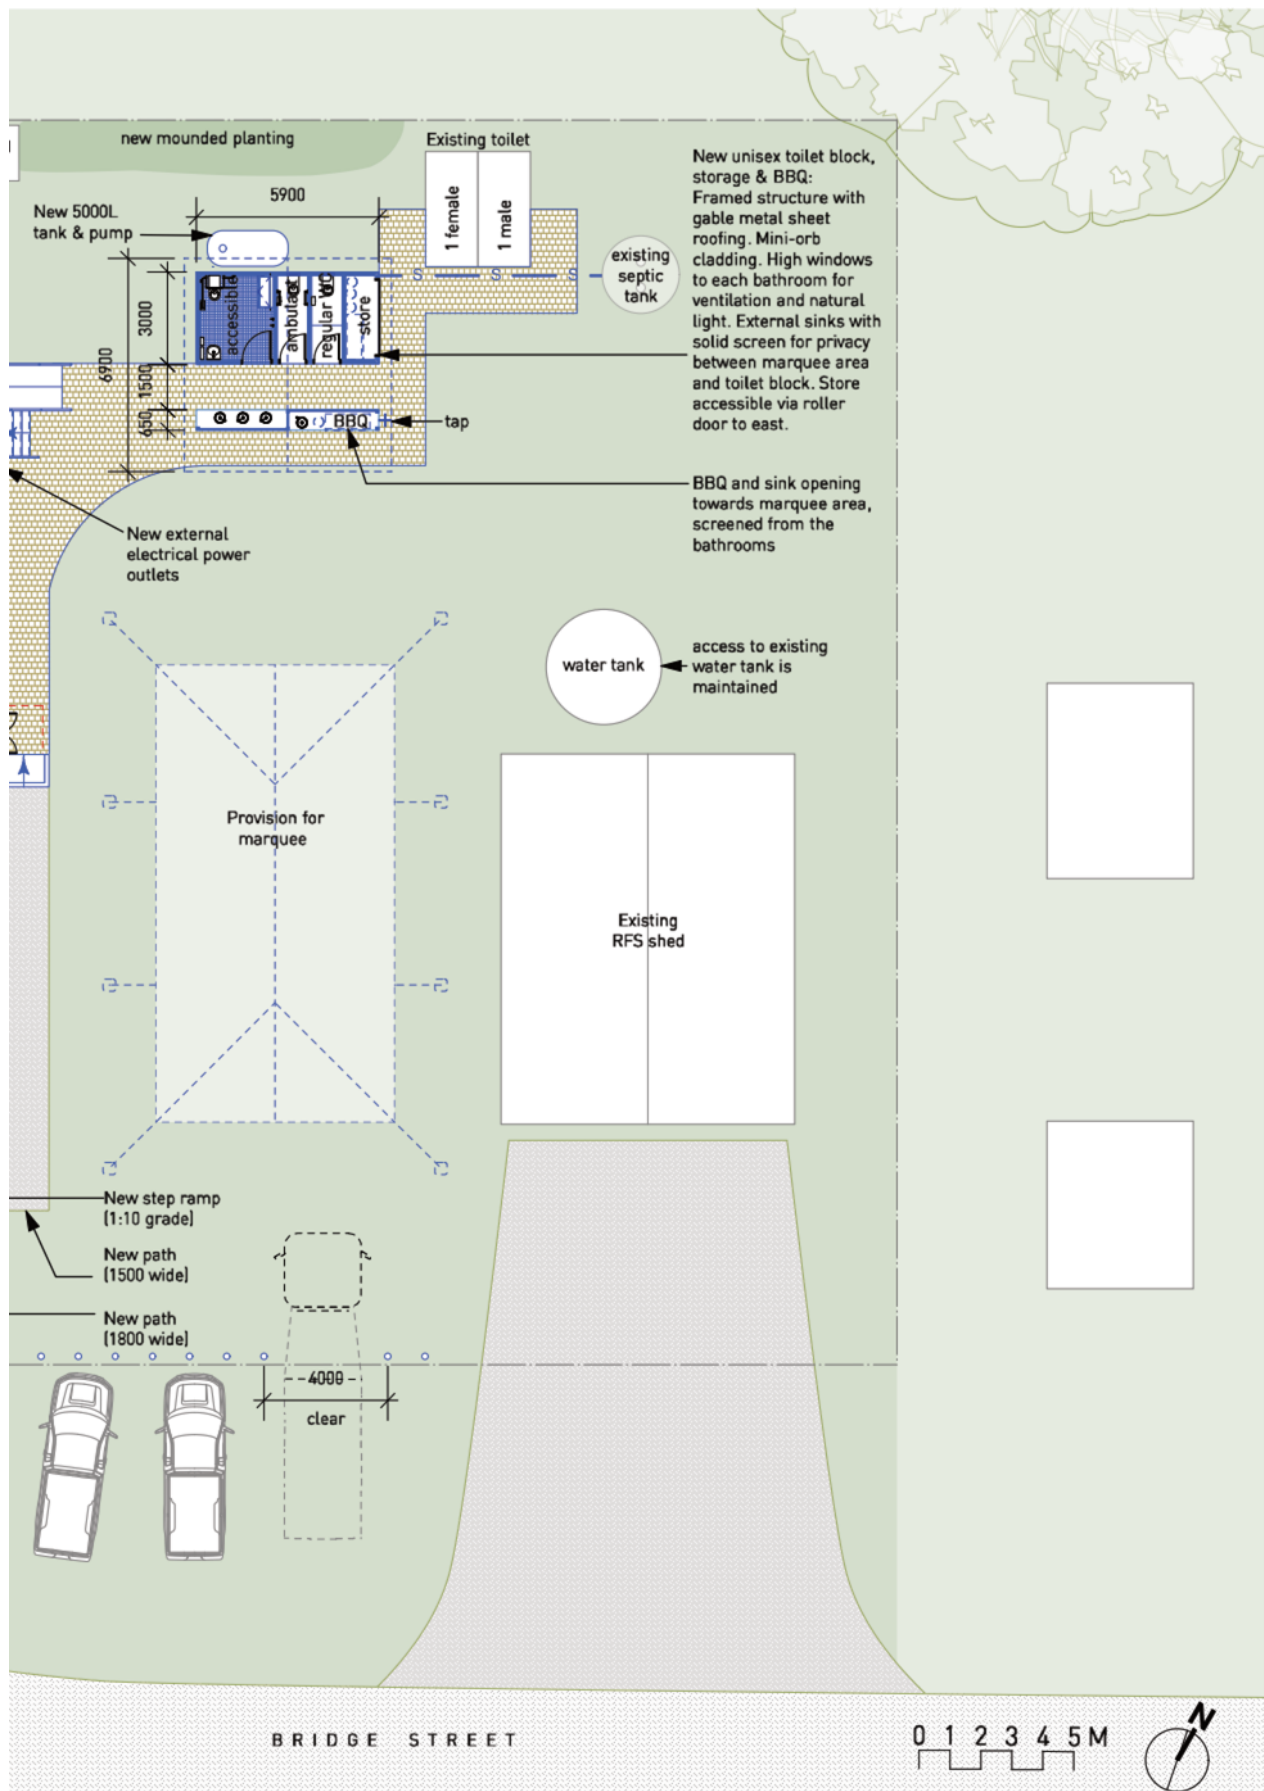 new mounded planting
Existing toilet
1 female
1 male
5900
New 5000L
tank & pump
existing
septic
tank
S
S
S
New unisex toilet block,
storage & BBQ:
Framed structure with
gable metal sheet
roofing. Mini-orb
cladding. High windows
to each bathroom for
ventilation and natural
light. External sinks with
solid screen for privacy
between marquee area
and toilet block. Store
accessible via roller
door to east.
accessible
ambulant
regular WC
store
3000
6900
1500
650
BBQ
tap
BBQ and sink opening
towards marquee area,
screened from the
bathrooms
New external
electrical power
outlets
water tank
access to existing
water tank is
maintained
Provision for
marquee
Existing
RFS shed
New step ramp
(1:10 grade)
New path
(1500 wide)
New path
(1800 wide)
4000
clear
BRIDGE STREET
0 1 2 3 4 5 M
N